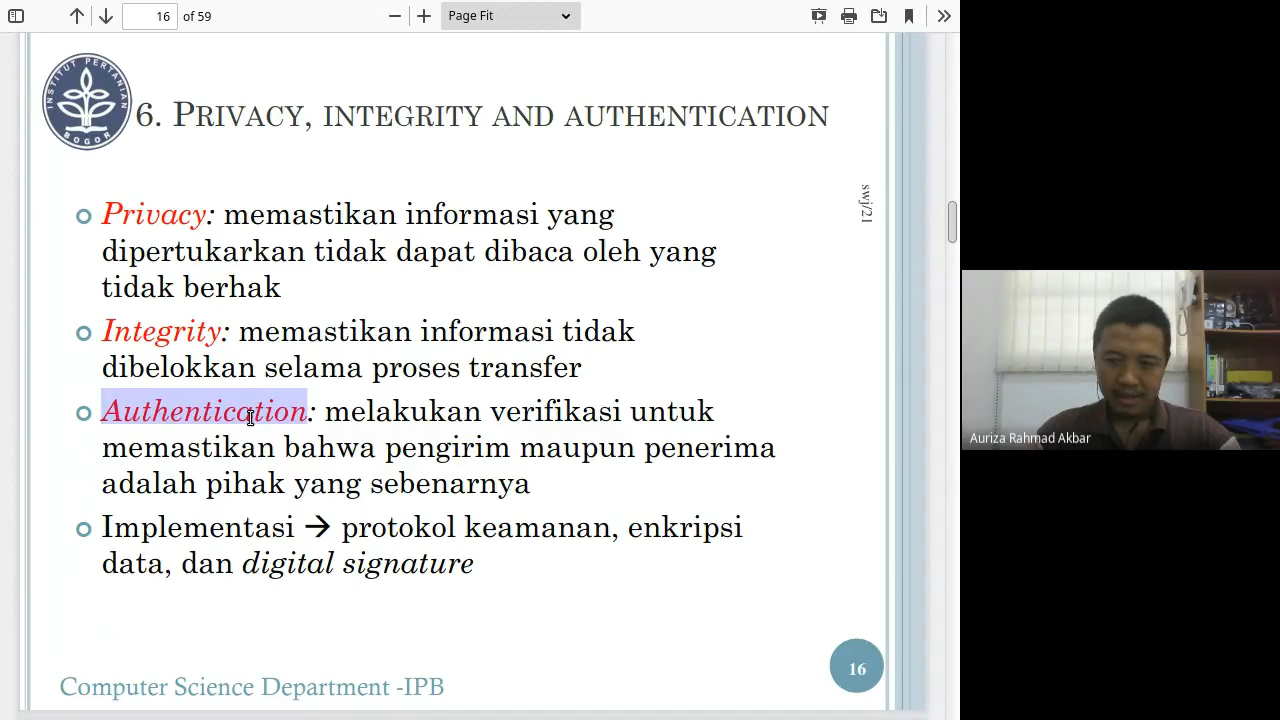 16 of 59
Page Fit
INSTITUT PERTANIAN
BOGOR
6. PRIVACY, INTEGRITY AND AUTHENTICATION
swj/21
Privacy: memastikan informasi yang
dipertukarkan tidak dapat dibaca oleh yang
tidak berhak
Integrity: memastikan informasi tidak
dibelokkan selama proses transfer
Authentication: melakukan verifikasi untuk
memastikan bahwa pengirim maupun penerima
adalah pihak yang sebenarnya
Implementasi → protokol keamanan, enkripsi
data, dan digital signature
16
Computer Science Department -IPB
Auriza Rahmad Akbar